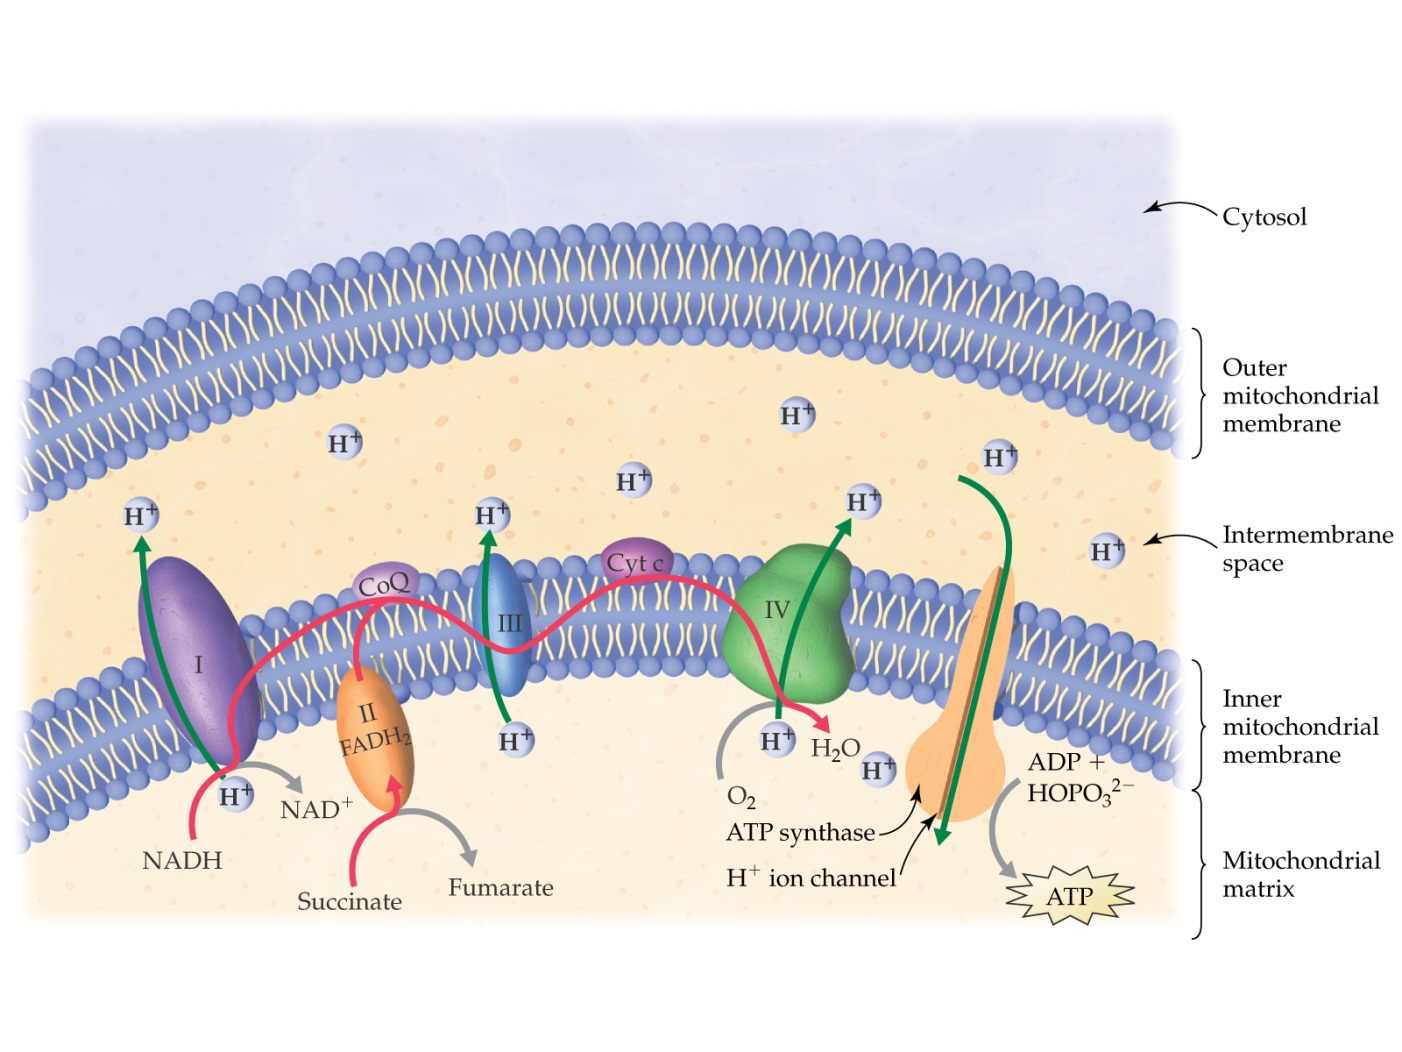 Cytosol
Outer
mitochondrial
membrane
H⁺
H⁺
H⁺
H⁺
H⁺
H⁺
H⁺
Intermembrane
space
H⁺
Cyt c
CoQ
III
IV
I
II
FADH₂
Inner
mitochondrial
membrane
H⁺
H⁺
H₂O
H⁺
H⁺
NAD⁺
O₂
ADP +
HOPO₃²⁻
ATP synthase
H⁺ ion channel
NADH
Succinate
Fumarate
ATP
Mitochondrial
matrix